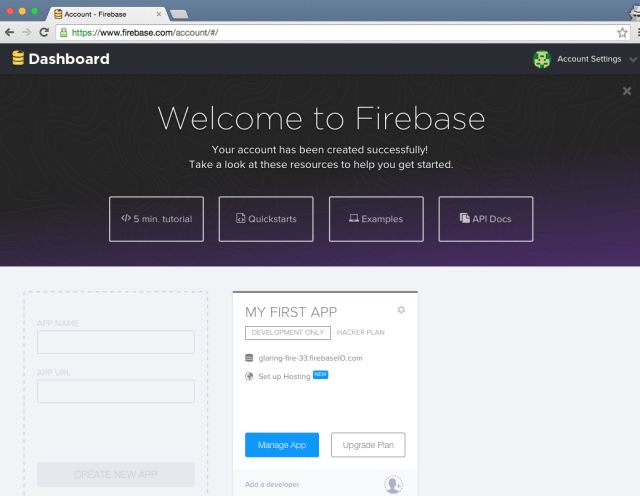 Account - Firebase
https://www.firebase.com/account/#/
Dashboard
Account Settings
Welcome to Firebase
Your account has been created successfully!
Take a look at these resources to help you get started.
</> 5 min. tutorial
Quickstarts
Examples
API Docs
APP NAME
APP URL
CREATE NEW APP
MY FIRST APP
DEVELOPMENT ONLY - HACKER PLAN
glaring-fire-33.firebaseIO.com
Set up Hosting NEW
Manage App
Upgrade Plan
Add a developer